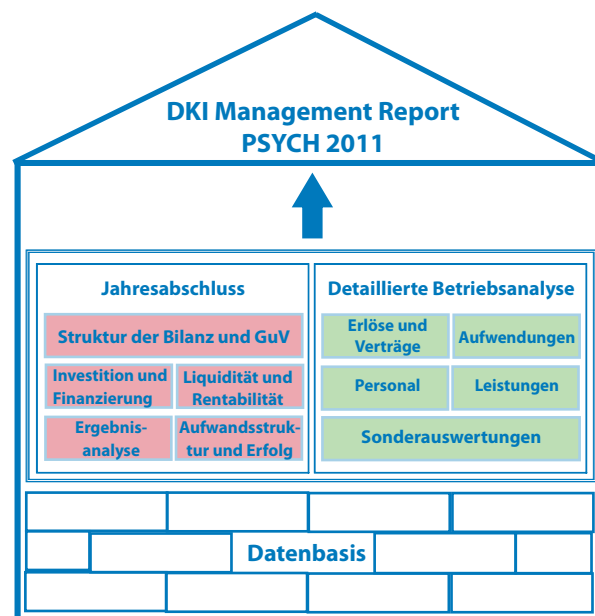 DKI Management Report
PSYCH 2011
Jahresabschluss
Struktur der Bilanz und GuV
Investition und
Finanzierung
Liquidität und
Rentabilität
Ergebnis-
analyse
Aufwandsstruk-
tur und Erfolg
Detaillierte Betriebsanalyse
Erlöse und
Verträge
Aufwendungen
Personal
Leistungen
Sonderauswertungen
Datenbasis